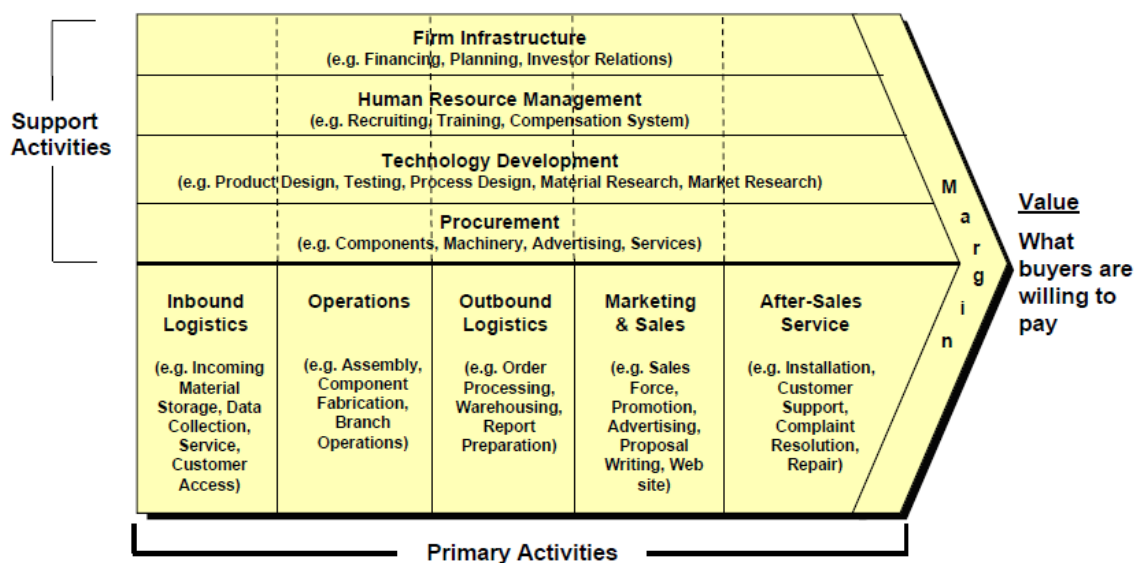 Firm Infrastructure
(e.g. Financing, Planning, Investor Relations)
Human Resource Management
(e.g. Recruiting, Training, Compensation System)
Support
Activities
Technology Development
(e.g. Product Design, Testing, Process Design, Material Research, Market Research)
Procurement
(e.g. Components, Machinery, Advertising, Services)
Inbound
Logistics
(e.g. Incoming
Material
Storage, Data
Collection,
Service,
Customer
Access)
Operations
(e.g. Assembly,
Component
Fabrication,
Branch
Operations)
Outbound
Logistics
(e.g. Order
Processing,
Warehousing,
Report
Preparation)
Marketing
& Sales
(e.g. Sales
Force,
Promotion,
Advertising,
Proposal
Writing, Web
site)
After-Sales
Service
(e.g. Installation,
Customer
Support,
Complaint
Resolution,
Repair)
Margin
Value
What
buyers are
willing to
pay
Primary Activities